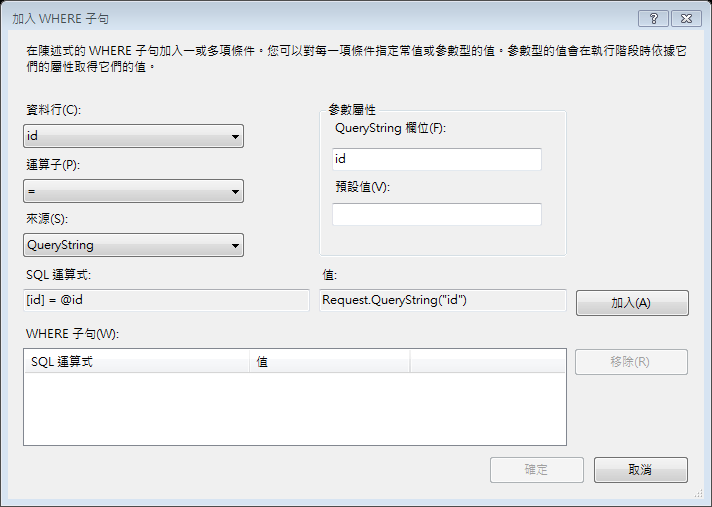 加入 WHERE 子句
在陳述式的 WHERE 子句加入一或多項條件。您可以對每一項條件指定常值或參數型的值。參數型的值會在執行階段時依據它
們的屬性取得它們的值。
資料行(C):
id
運算子(P):
=
來源(S):
QueryString
參數屬性
QueryString 欄位(F):
id
預設值(V):
SQL 運算式:
[id] = @id
值:
Request.QueryString("id")
加入(A)
WHERE 子句(W):
SQL 運算式
值
移除(R)
確定
取消